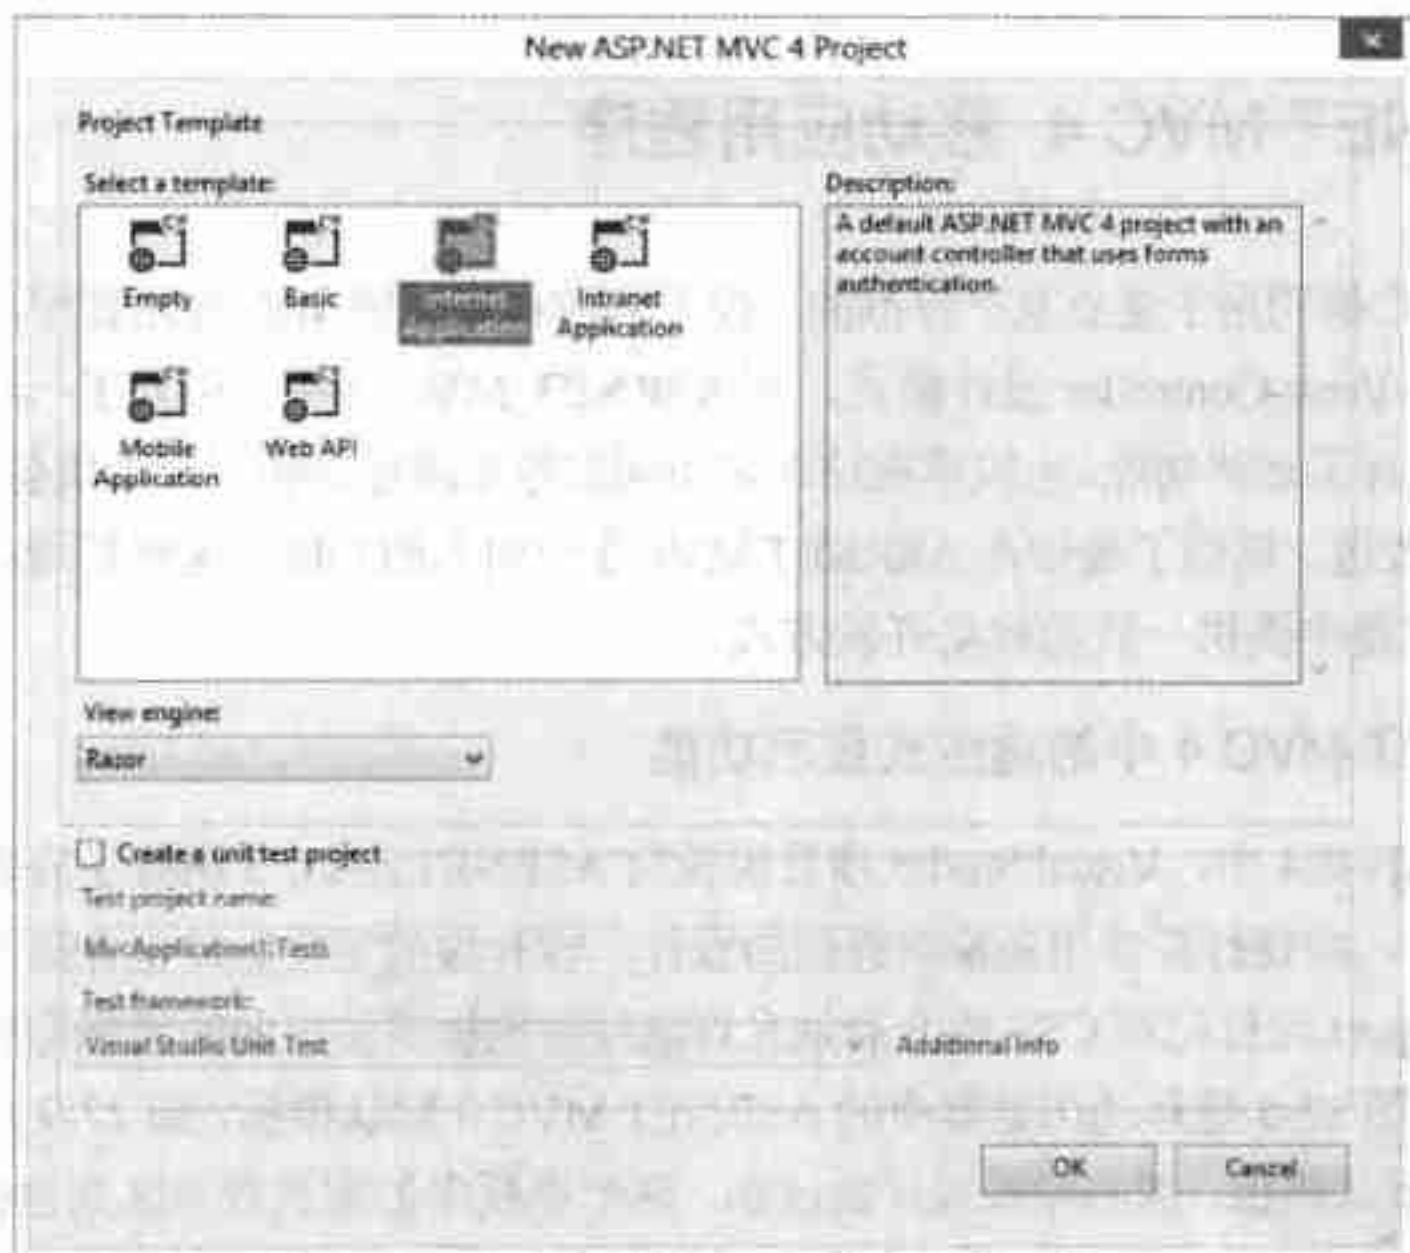 New ASP.NET MVC 4 Project
Project Template
Select a template:
Description:
Empty
Basic
Internet
Application
Intranet
Application
Mobile
Application
Web API
A default ASP.NET MVC 4 project with an
account controller that uses forms
authentication.
View engine:
Razor
Create a unit test project
Test project name:
MvcApplication1.Tests
Test framework:
Visual Studio Unit Test
Additional Info
OK
Cancel